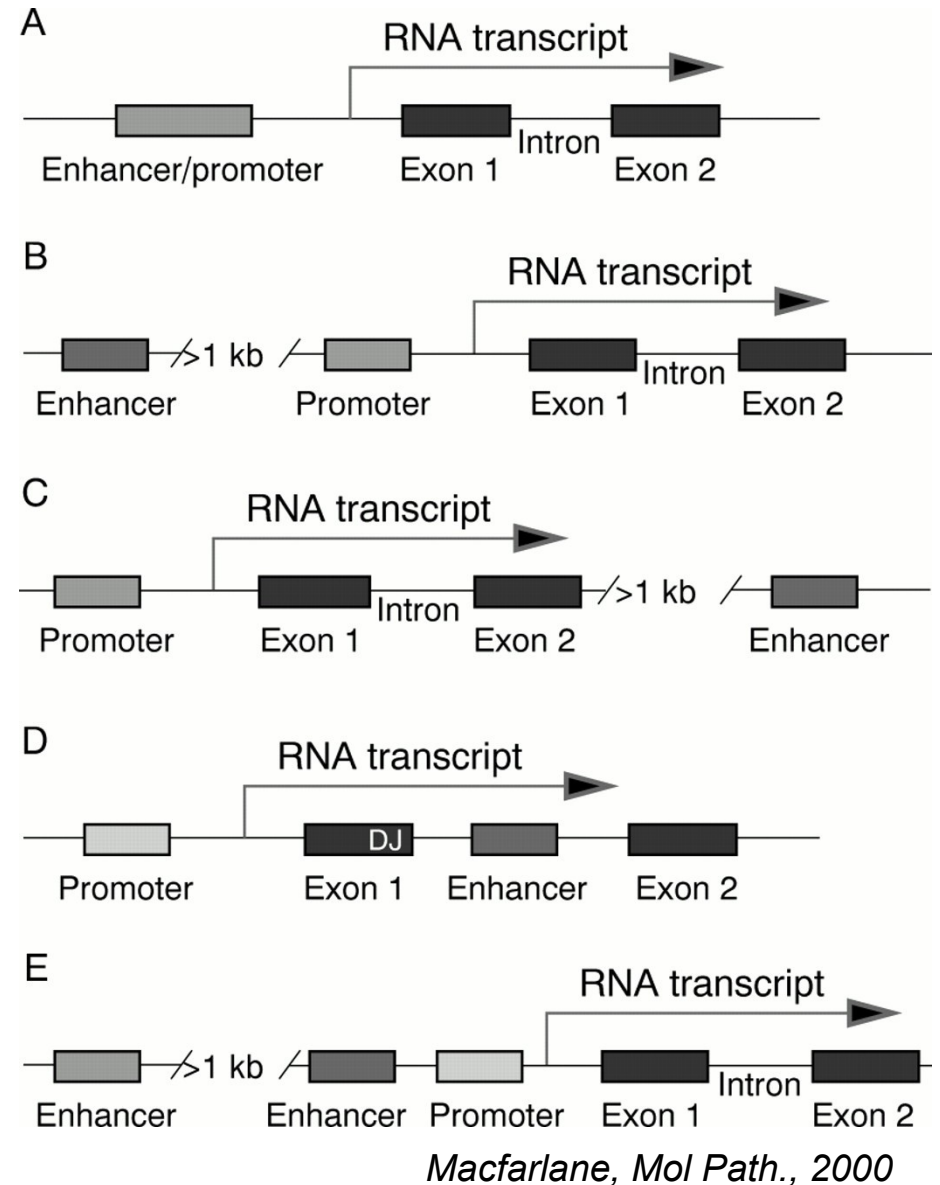 A
RNA transcript
Intron
Enhancer/promoter Exon 1 Exon 2
B
RNA transcript
>1 kb
Intron
Enhancer Promoter Exon 1 Exon 2
C
RNA transcript
>1 kb
Intron
Promoter Exon 1 Exon 2 Enhancer
D
RNA transcript
DJ
Promoter Exon 1 Enhancer Exon 2
E
RNA transcript
>1 kb
Intron
Enhancer Enhancer Promoter Exon 1 Exon 2
Macfarlane, Mol Path., 2000